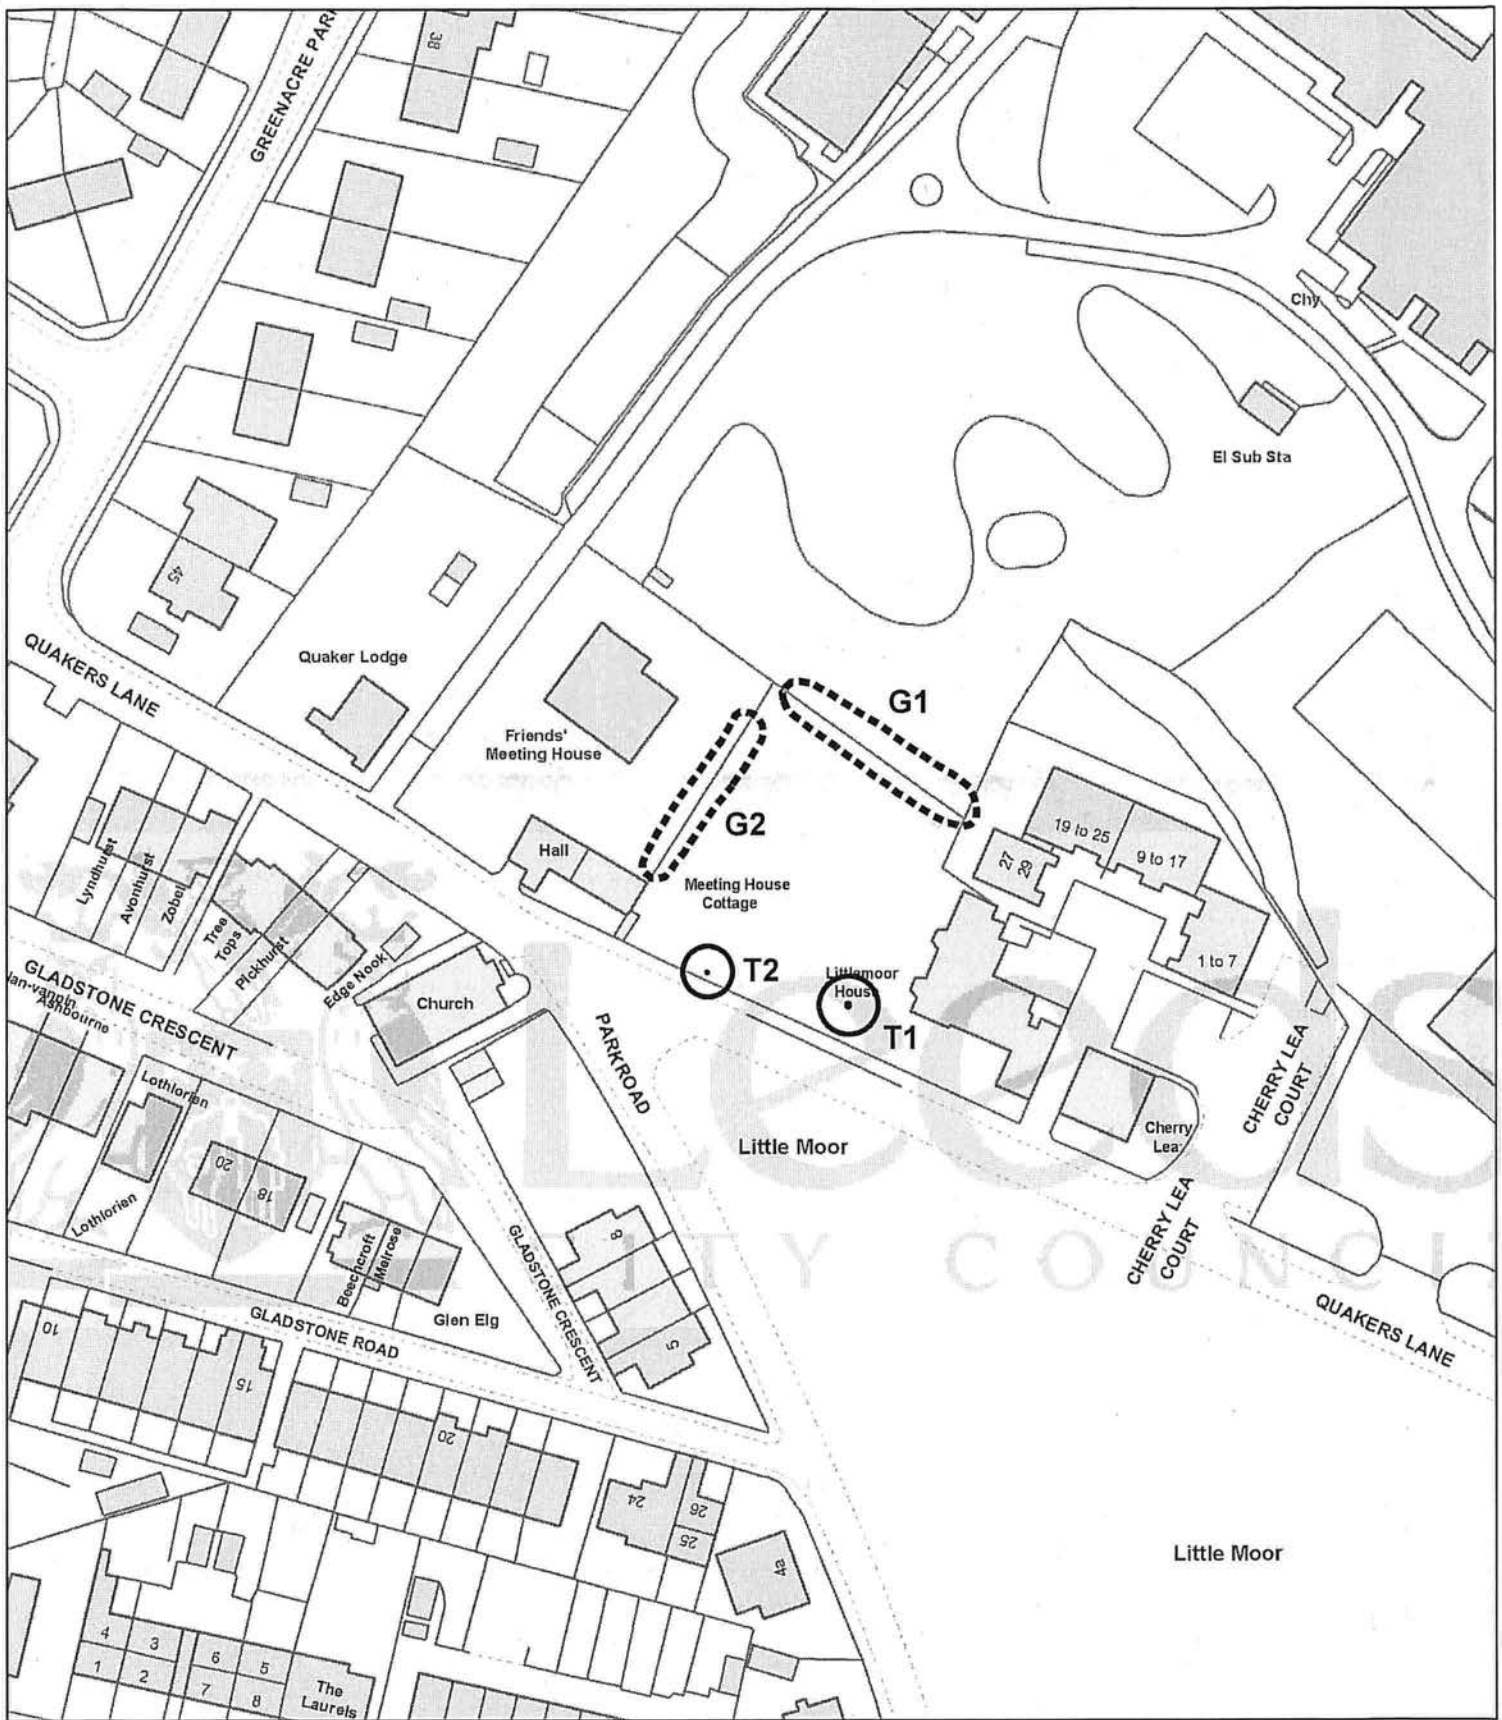 GREENACRE PARK
38
Chy
El Sub Sta
45
QUAKERS LANE
Quaker Lodge
G1
Friends'
Meeting House
G2
Hall
19 to 25
9 to 17
27
29
Meeting House
Cottage
Lyndhurst
Avonhurst
Zobell
Tree
Tops
Pickhurst
Edge Nook
1 to 7
T2
Littlemoor
House
T1
Church
GLADSTONE CRESCENT
Ashbourne
PARKROAD
CHERRY LEA
COURT
Lothlorien
Little Moor
Cherry
Lea
20
18
Lothlorien
CHERRY LEA
COURT
Leeds
CITY COUNCI
Beechcroft
Melrose
GLADSTONE CRESCENT
8
Glen Elg
GLADSTONE ROAD
QUAKERS LANE
10
15
5
20
24
26
25
4a
Little Moor
4
3
6
5
1
2
7
8
The
Laurels